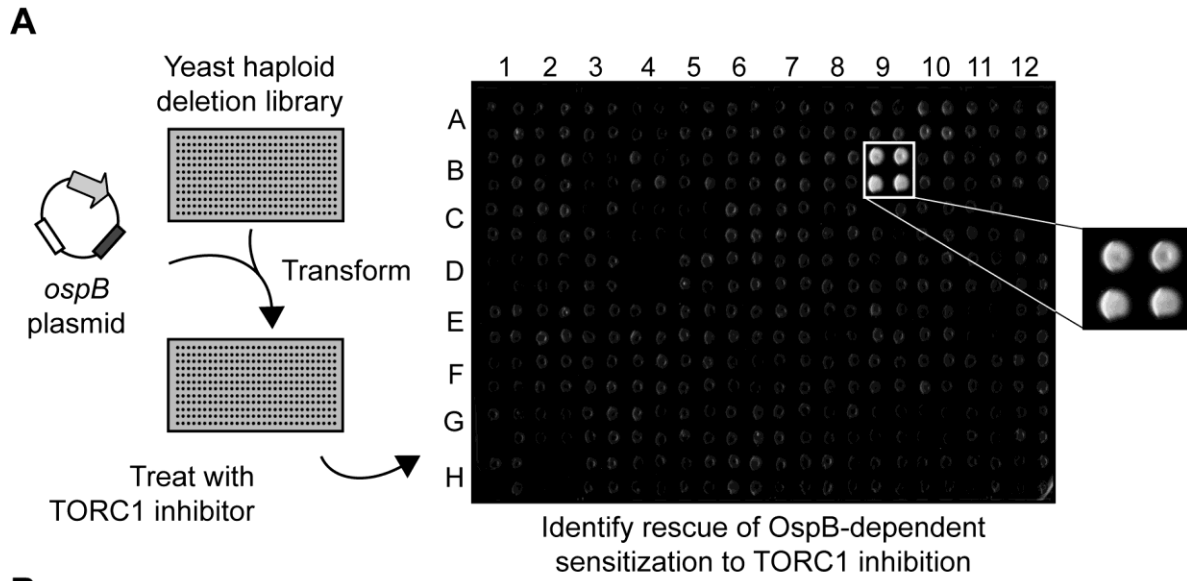 A
Yeast haploid
deletion library
ospB
plasmid
Transform
Treat with
TORC1 inhibitor
1 2 3 4 5 6 7 8 9 10 11 12
A
B
C
D
E
F
G
H
Identify rescue of OspB-dependent
sensitization to TORC1 inhibition